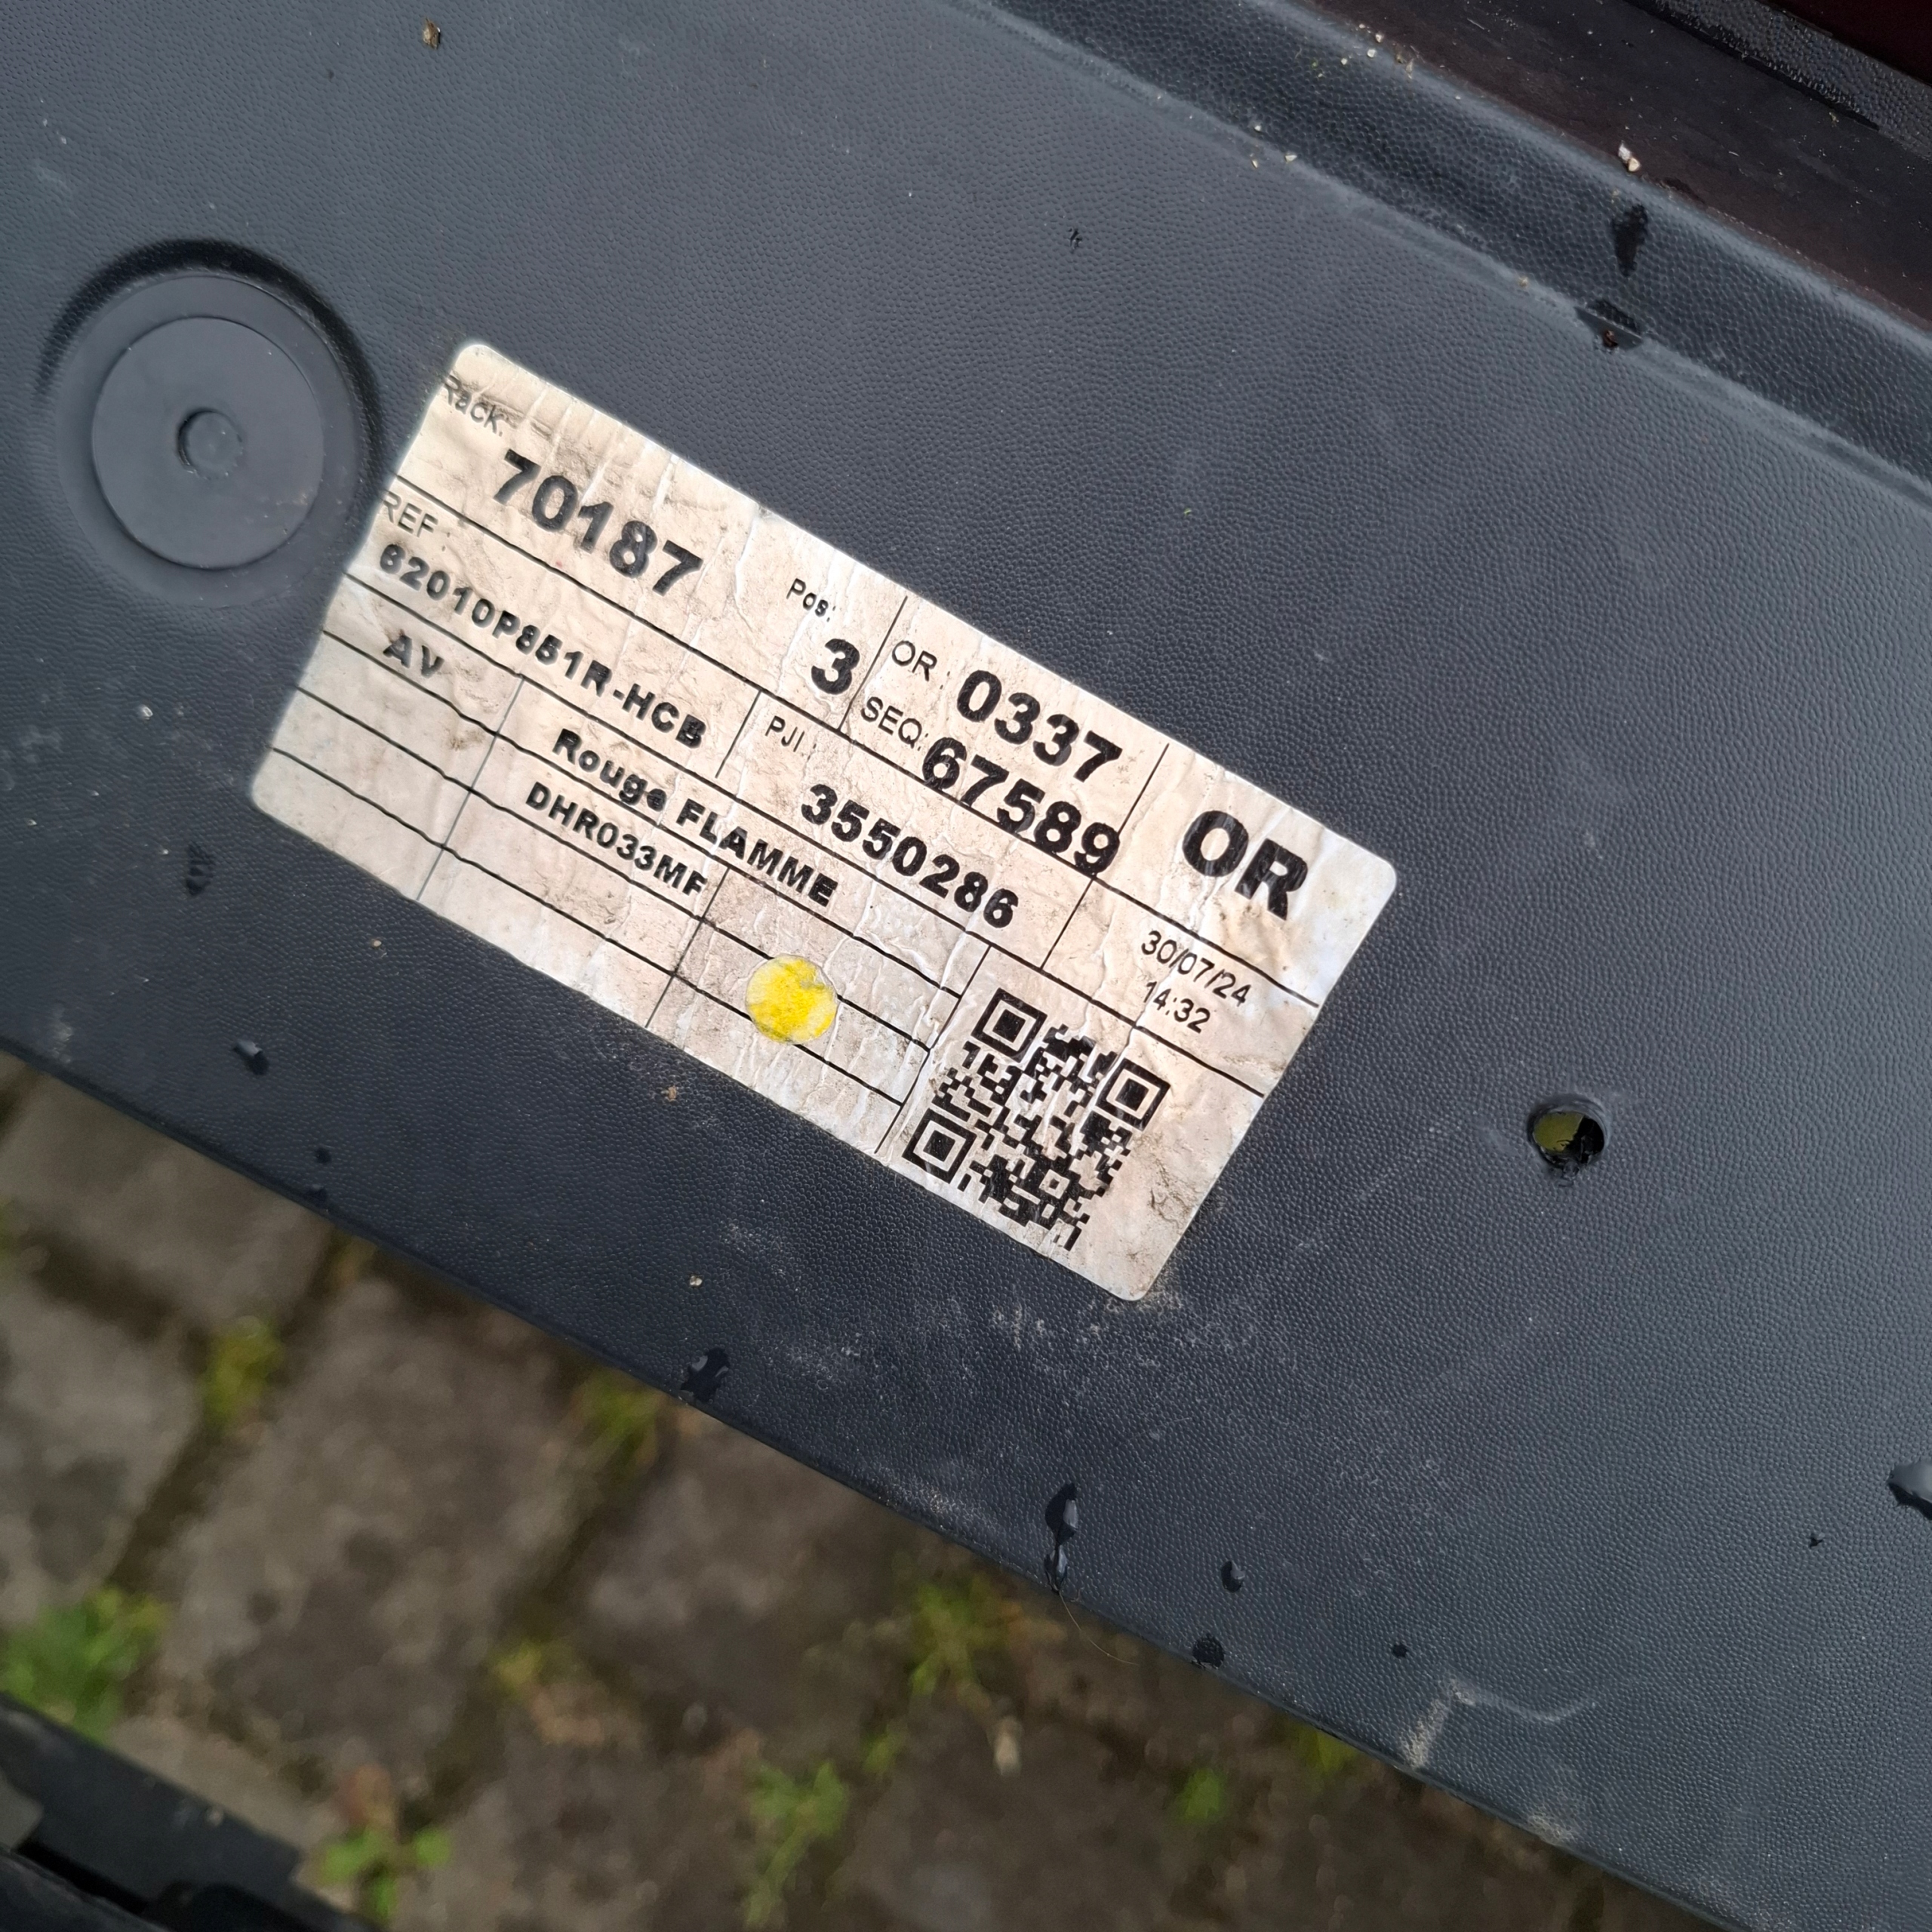 Rack:
70187
Pos:
3
OR :
0337
SEQ:
67589
OR
REF :
62010P851R-HCB
PJI :
3550286
30/07/24
14:32
AV
Rouge FLAMME
DHR033MF